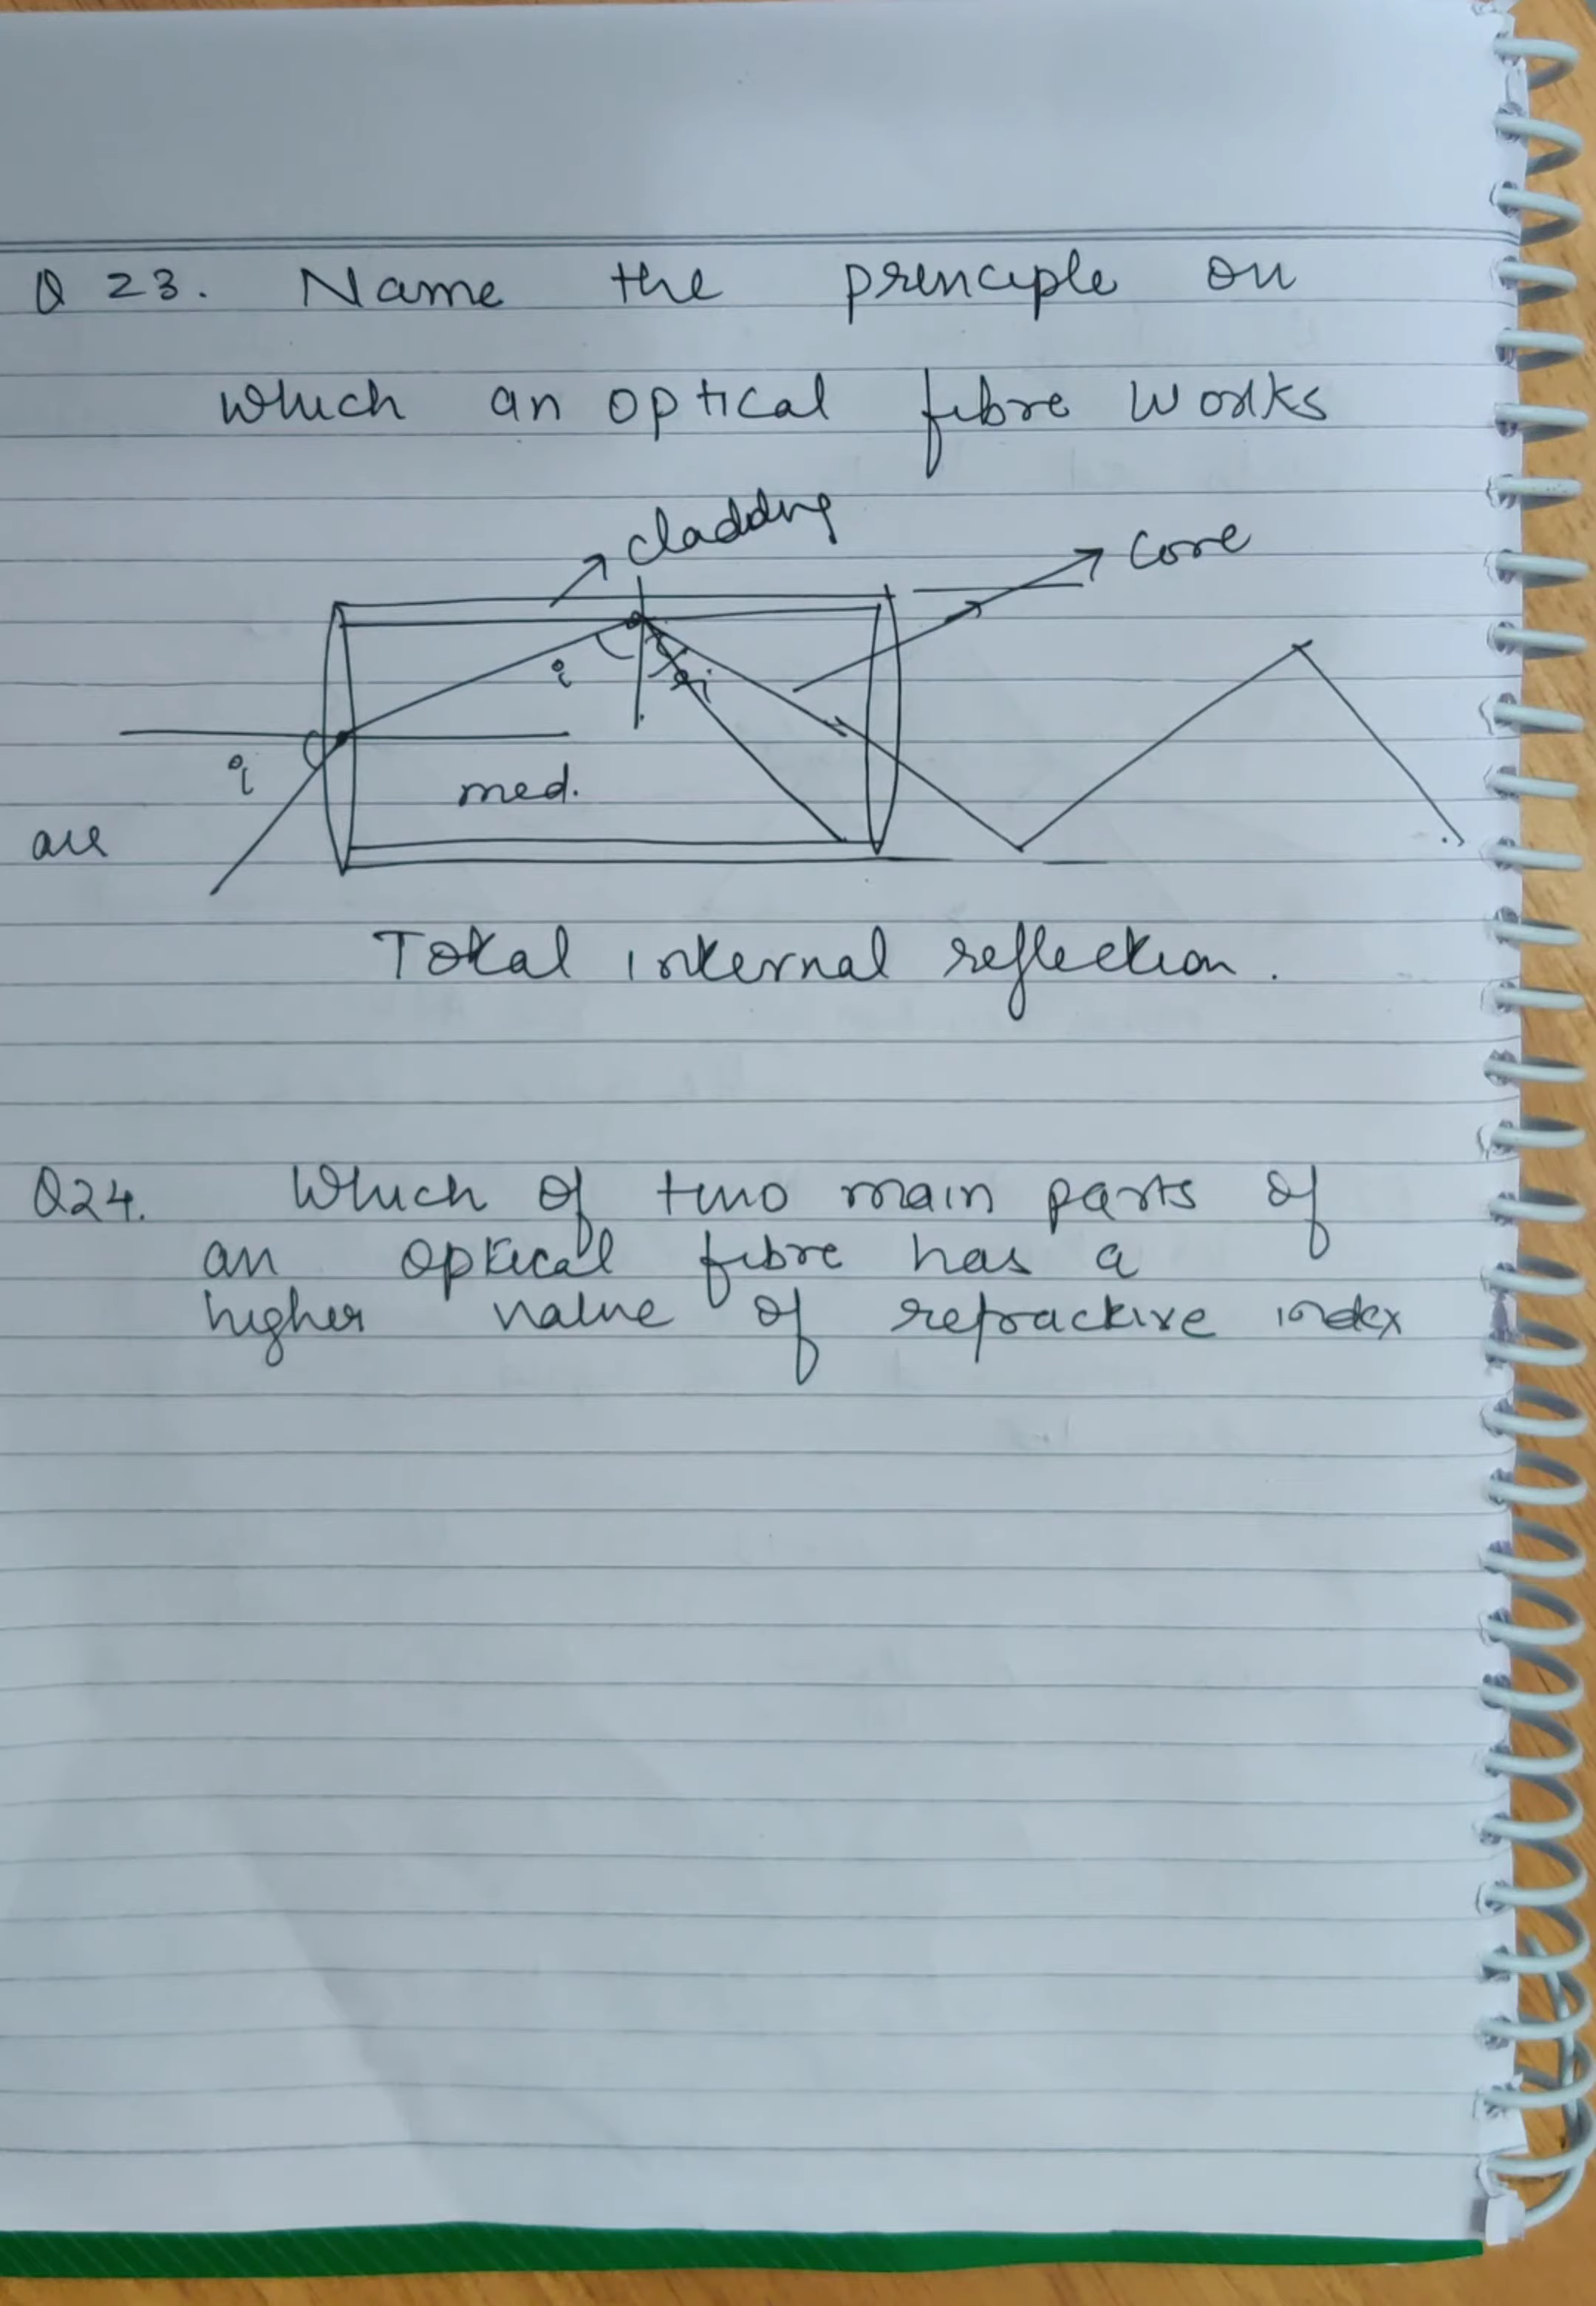 Q 23. Name the principle on
which an optical fibre works
cladding
core
i
i
i
med.
air
Total internal reflection.
Q24. Which of two main parts of
an optical fibre has a
higher value of refractive index